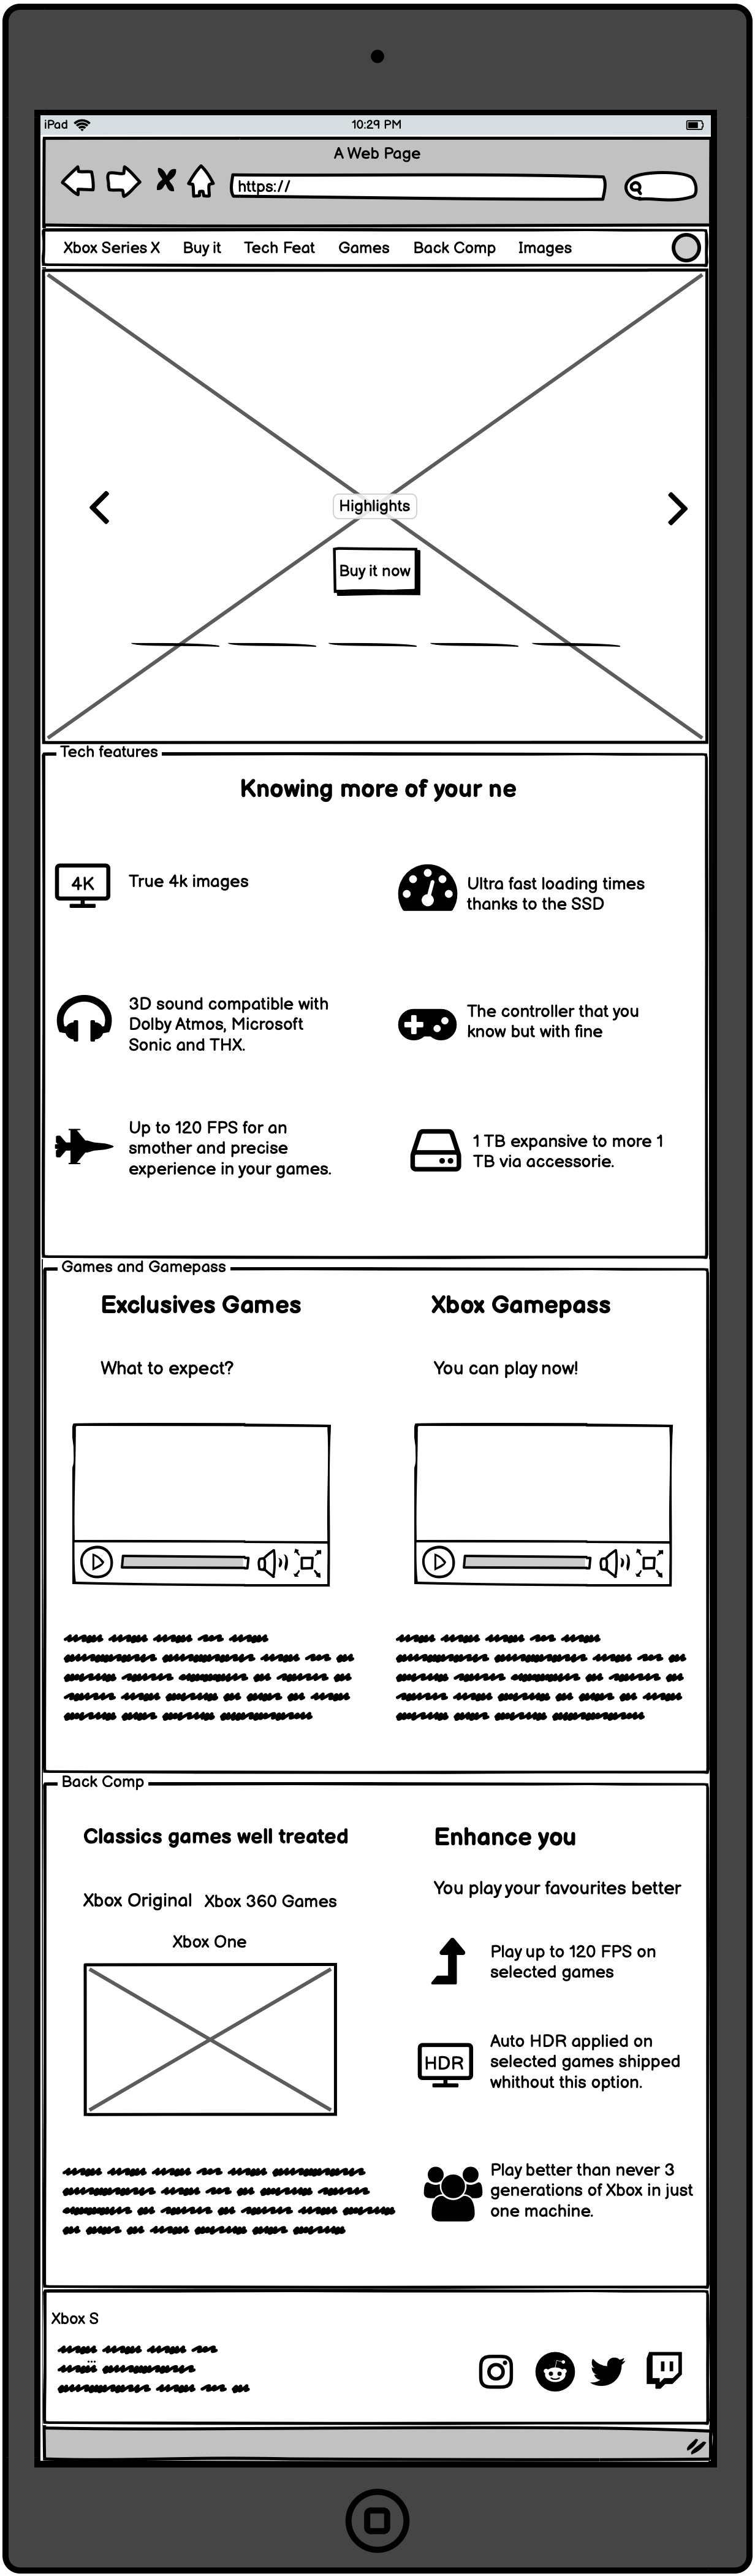 iPad 10:29 PM
A Web Page
https://
Xbox Series X Buy it Tech Feat Games Back Comp Images
Highlights
Buy it now
Tech features
Knowing more of your ne
4K
True 4k images
Ultra fast loading times
thanks to the SSD
3D sound compatible with
Dolby Atmos, Microsoft
Sonic and THX.
The controller that you
know but with fine
Up to 120 FPS for an
smother and precise
experience in your games.
1 TB expansive to more 1
TB via accessorie.
Games and Gamepass
Exclusives Games
What to expect?
Xbox Gamepass
You can play now!
Back Comp
Classics games well treated
Xbox Original Xbox 360 Games
Xbox One
Enhance you
You play your favourites better
Play up to 120 FPS on
selected games
HDR
Auto HDR applied on
selected games shipped
whithout this option.
Play better than never 3
generations of Xbox in just
one machine.
Xbox S